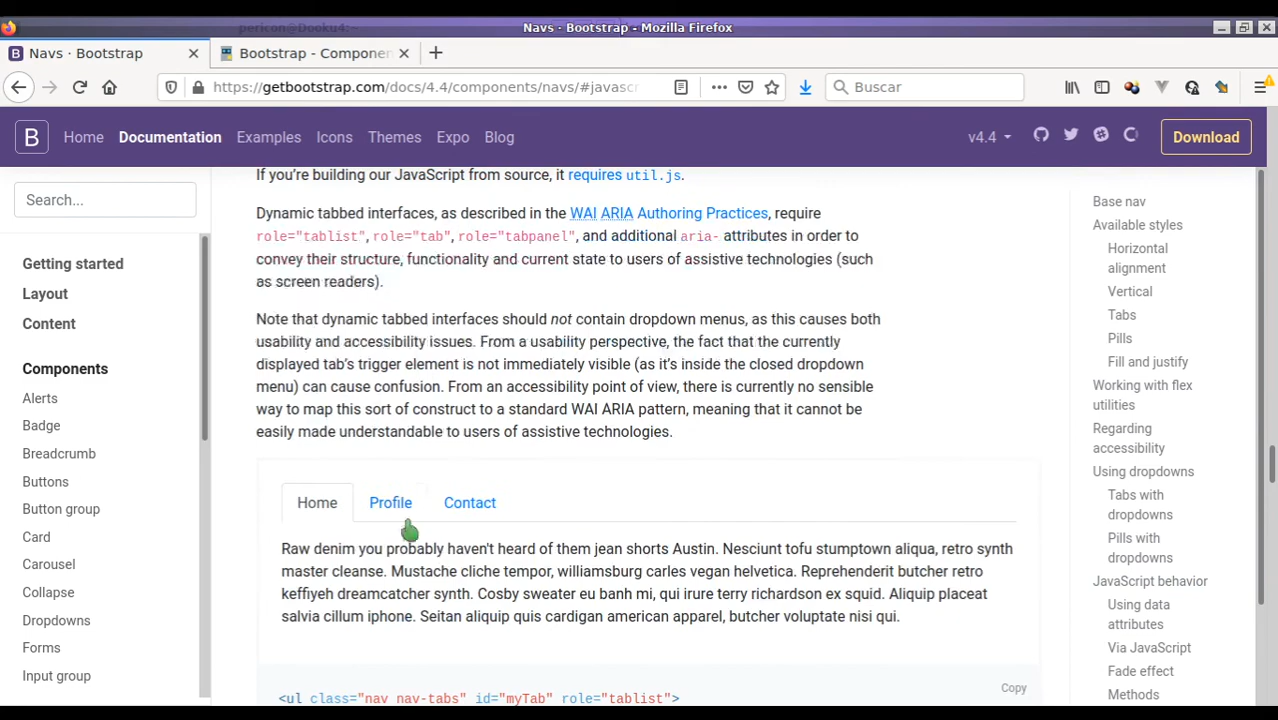 pericon@Dooku4:~
Navs · Bootstrap - Mozilla Firefox
Navs · Bootstrap
Bootstrap - Componen
https://getbootstrap.com/docs/4.4/components/navs/#javasc
Buscar
B Home Documentation Examples Icons Themes Expo Blog v4.4 Download
Search...
Getting started
Layout
Content
Components
Alerts
Badge
Breadcrumb
Buttons
Button group
Card
Carousel
Collapse
Dropdowns
Forms
Input group
If you're building our JavaScript from source, it requires util.js.
Dynamic tabbed interfaces, as described in the WAI ARIA Authoring Practices, require
role="tablist", role="tab", role="tabpanel", and additional aria- attributes in order to
convey their structure, functionality and current state to users of assistive technologies (such
as screen readers).
Note that dynamic tabbed interfaces should not contain dropdown menus, as this causes both
usability and accessibility issues. From a usability perspective, the fact that the currently
displayed tab's trigger element is not immediately visible (as it's inside the closed dropdown
menu) can cause confusion. From an accessibility point of view, there is currently no sensible
way to map this sort of construct to a standard WAI ARIA pattern, meaning that it cannot be
easily made understandable to users of assistive technologies.
Home Profile Contact
Raw denim you probably haven't heard of them jean shorts Austin. Nesciunt tofu stumptown aliqua, retro synth
master cleanse. Mustache cliche tempor, williamsburg carles vegan helvetica. Reprehenderit butcher retro
keffiyeh dreamcatcher synth. Cosby sweater eu banh mi, qui irure terry richardson ex squid. Aliquip placeat
salvia cillum iphone. Seitan aliquip quis cardigan american apparel, butcher voluptate nisi qui.
Copy
<ul class="nav nav-tabs" id="myTab" role="tablist">
Base nav
Available styles
Horizontal
alignment
Vertical
Tabs
Pills
Fill and justify
Working with flex
utilities
Regarding
accessibility
Using dropdowns
Tabs with
dropdowns
Pills with
dropdowns
JavaScript behavior
Using data
attributes
Via JavaScript
Fade effect
Methods